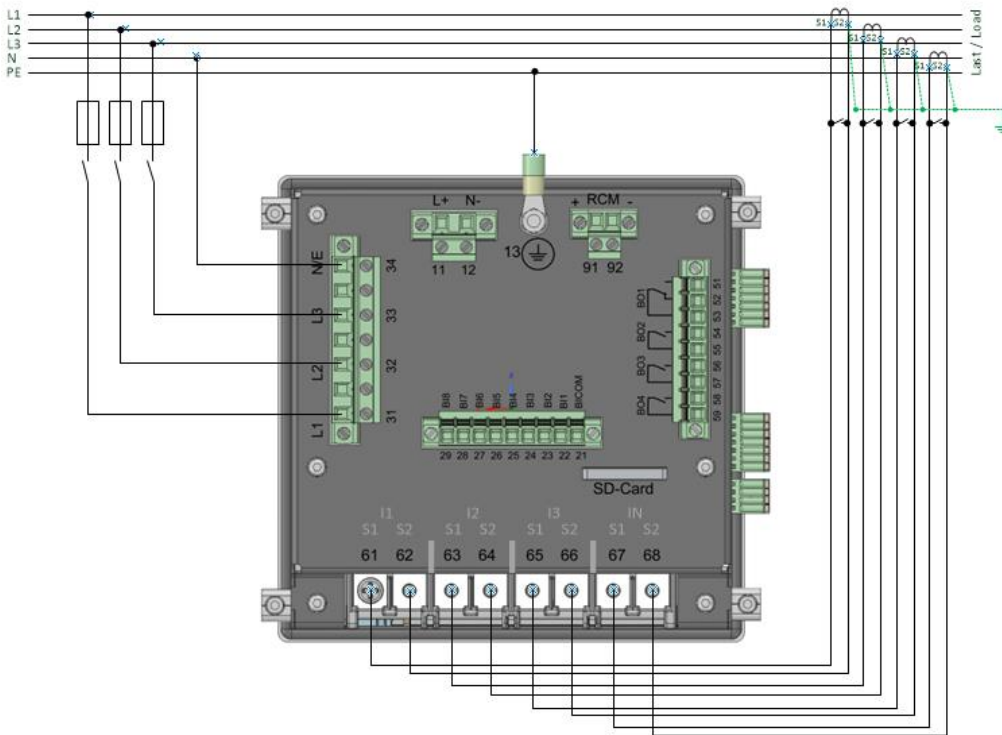 L1
L2
L3
N
PE
S1 S2
S1 S2
S1 S2
S1 S2
Last / Load
L+ N-
11 12
13
+ RCM -
91 92
N/E 34
L3 33
L2 32
L1 31
BO1
BO2
BO3
BO4
51
52
53
54
55
56
57
58
59
BI8 BI7 BI6 BI5 BI4 BI3 BI2 BI1 BICOM
29 28 27 26 25 24 23 22 21
SD-Card
I1 I2 I3 IN
S1 S2 S1 S2 S1 S2 S1 S2
61 62 63 64 65 66 67 68